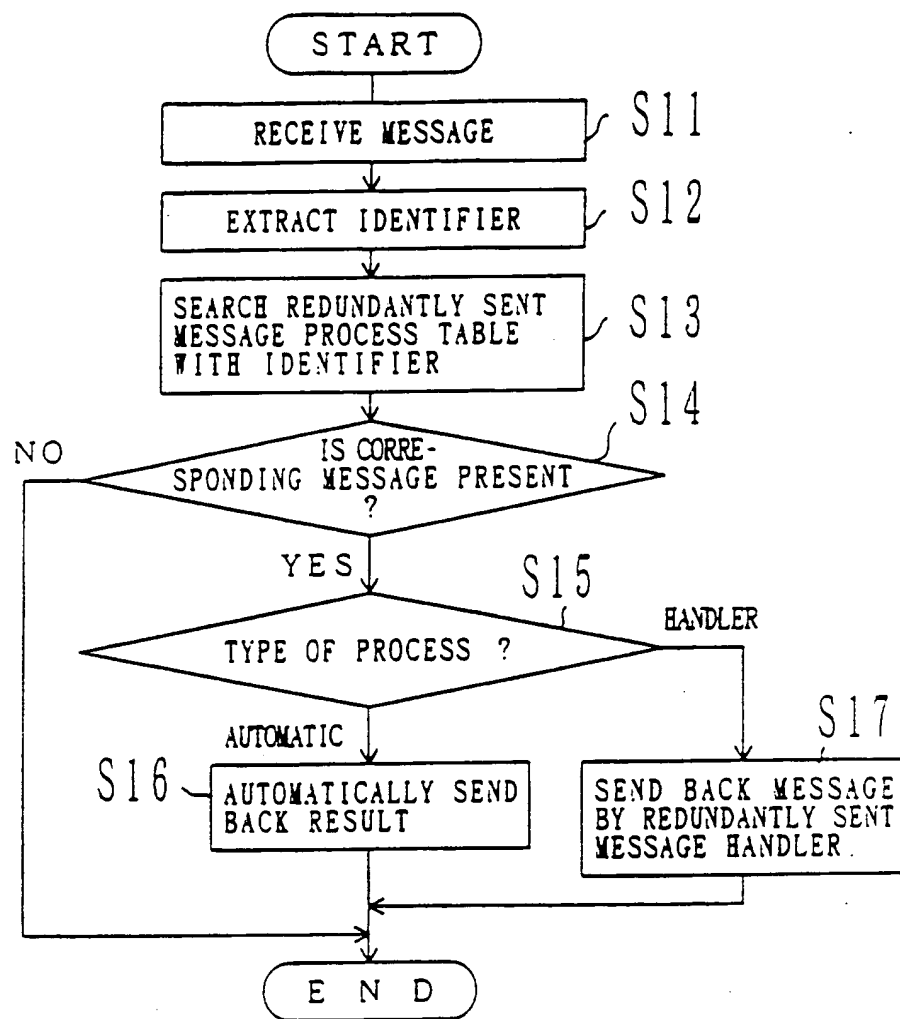 START
RECEIVE MESSAGE
S11
EXTRACT IDENTIFIER
S12
SEARCH REDUNDANTLY SENT
MESSAGE PROCESS TABLE
WITH IDENTIFIER
S13
S14
NO
IS CORRE-
SPONDING MESSAGE PRESENT
?
YES
S15
TYPE OF PROCESS ?
HANDLER
AUTOMATIC
S16
AUTOMATICALLY SEND
BACK RESULT
S17
SEND BACK MESSAGE
BY REDUNDANTLY SENT
MESSAGE HANDLER
END